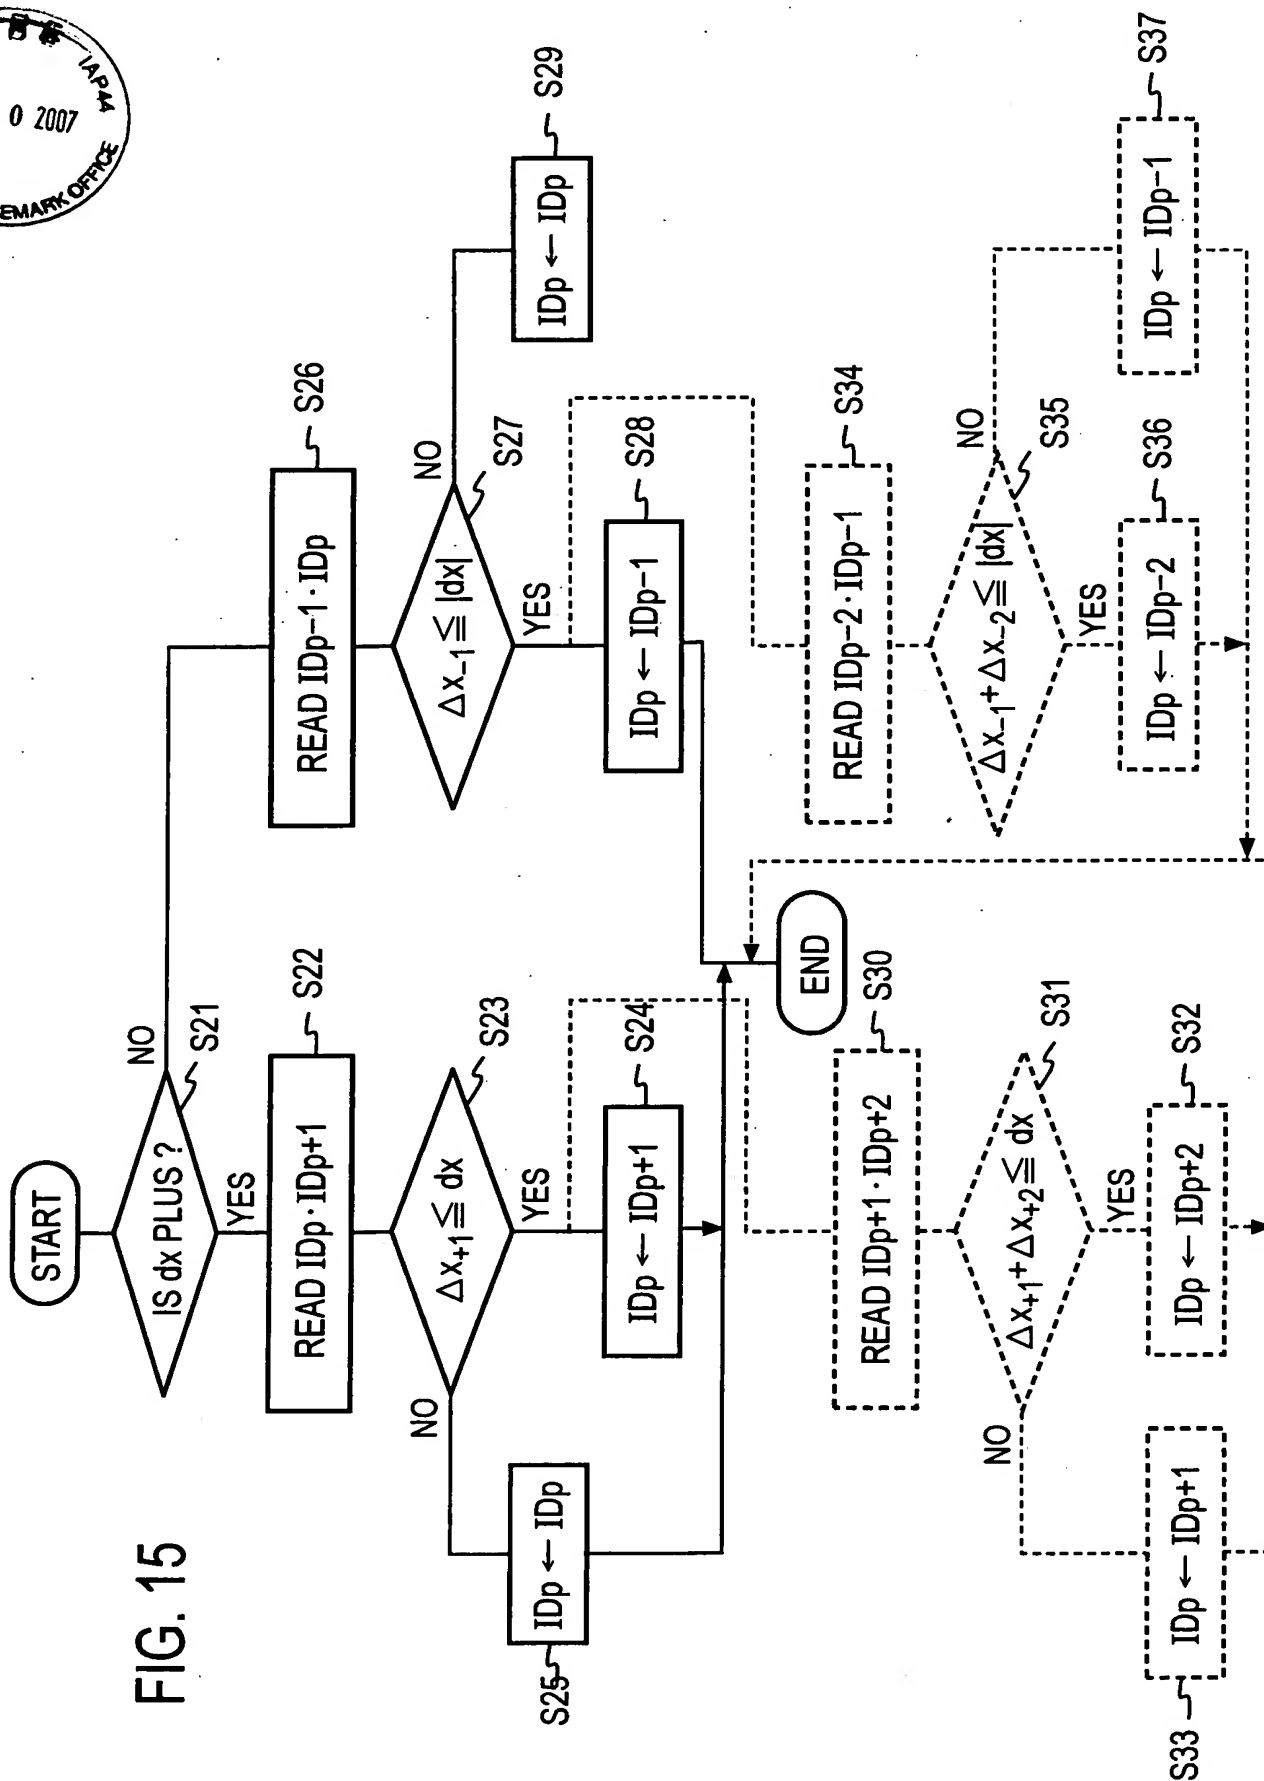 FIG. 15
START
IS dx PLUS ?
S21
YES
NO
READ IDp · IDp+1
S22
Δx₊₁ ≦ dx
S23
NO
YES
IDp ← IDp
S25
IDp ← IDp+1
S24
READ IDp−1 · IDp
S26
Δx₋₁ ≦ |dx|
S27
NO
YES
IDp ← IDp−1
S28
IDp ← IDp
S29
END
READ IDp+1 · IDp+2
S30
Δx₊₁ + Δx₊₂ ≦ dx
S31
NO
YES
IDp ← IDp+1
S33
IDp ← IDp+2
S32
READ IDp−2 · IDp−1
S34
Δx₋₁ + Δx₋₂ ≦ |dx|
S35
NO
YES
IDp ← IDp−2
S36
IDp ← IDp−1
S37
IAP44
0 2007
EMARK OFFICE